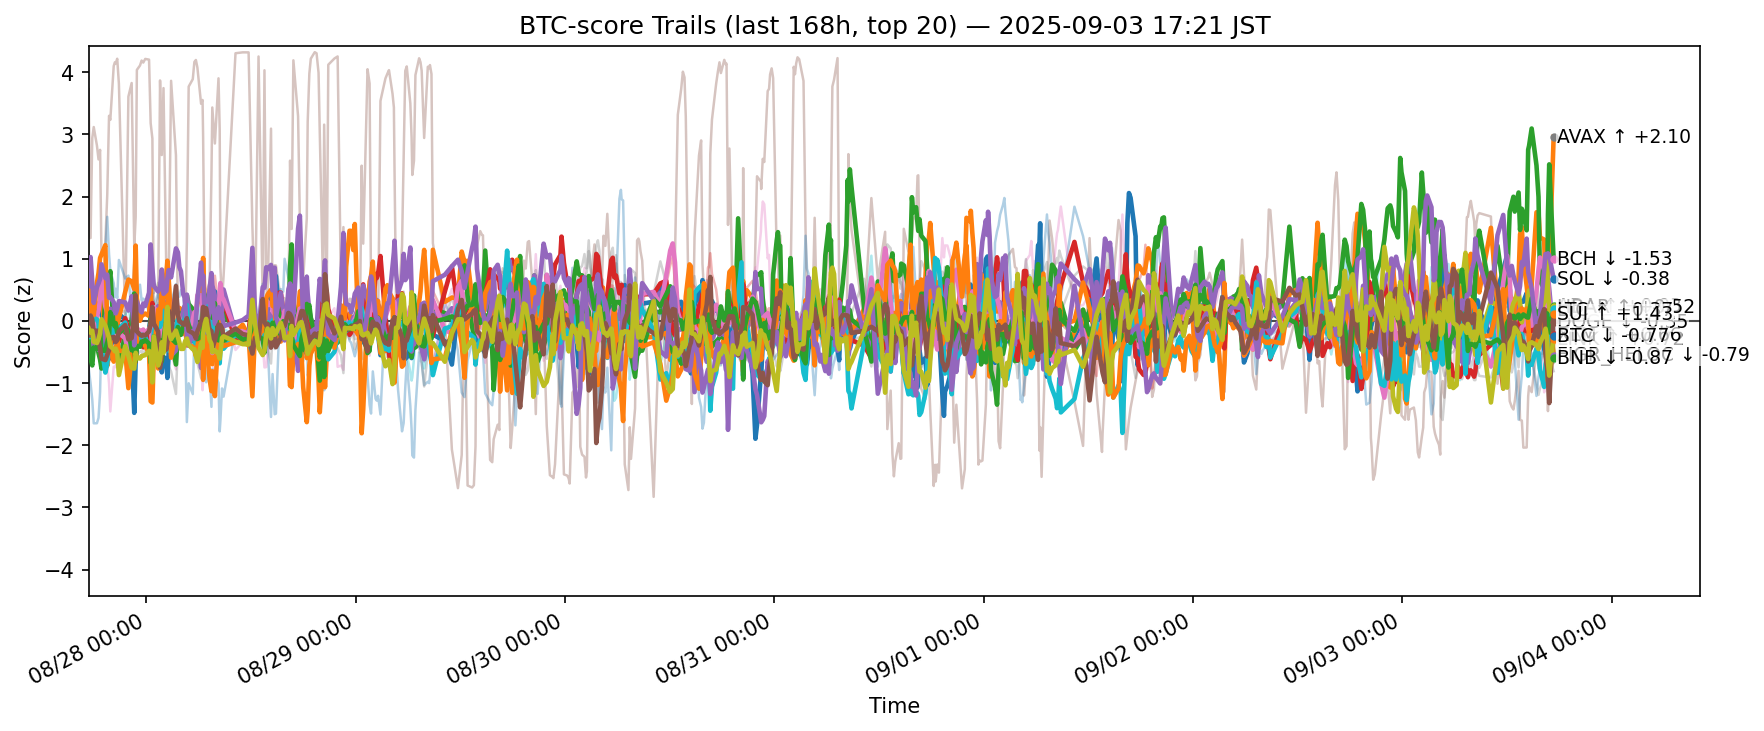 BTC-score Trails (last 168h, top 20) — 2025-09-03 17:21 JST
Score (z)
4
3
2
1
0
−1
−2
−3
−4
AVAX ↑ +2.10
BCH ↓ -1.53
SOL ↓ -0.38
SUI ↑ +1.43
BTC ↓
BNB ↓ -0.87
↓ -0.79
08/28 00:00
08/29 00:00
08/30 00:00
08/31 00:00
09/01 00:00
09/02 00:00
09/03 00:00
09/04 00:00
Time